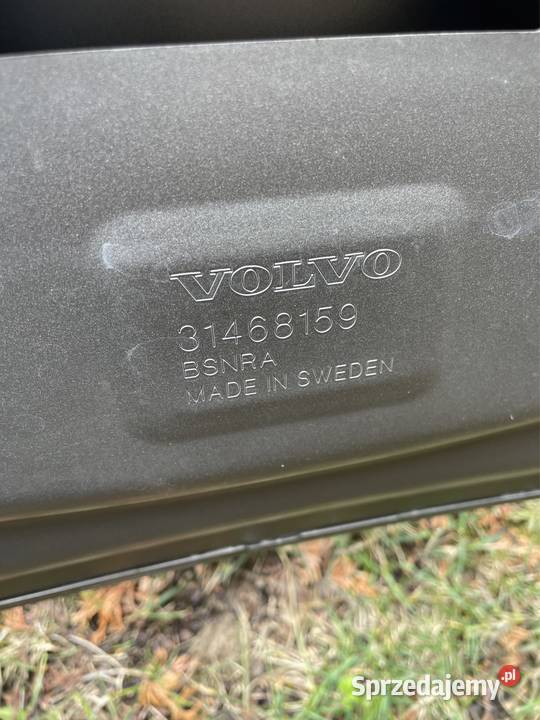 VOLVO
31468159
BSNRA
MADE IN SWEDEN
Sprzedajemy.pl